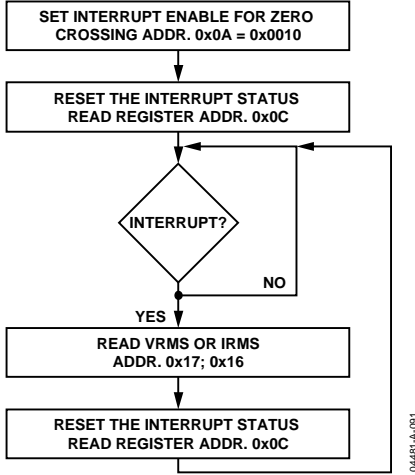 SET INTERRUPT ENABLE FOR ZERO
CROSSING ADDR. 0x0A = 0x0010
RESET THE INTERRUPT STATUS
READ REGISTER ADDR. 0x0C
INTERRUPT?
NO
YES
READ VRMS OR IRMS
ADDR. 0x17; 0x16
RESET THE INTERRUPT STATUS
READ REGISTER ADDR. 0x0C
04481-A-091